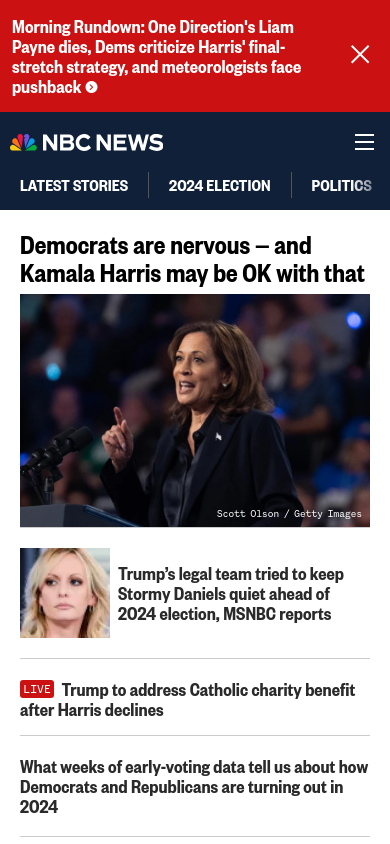 Morning Rundown: One Direction's Liam
Payne dies, Dems criticize Harris' final-
stretch strategy, and meteorologists face
pushback
NBC NEWS
LATEST STORIES
2024 ELECTION
POLITICS
Democrats are nervous — and
Kamala Harris may be OK with that
Scott Olson / Getty Images
Trump’s legal team tried to keep
Stormy Daniels quiet ahead of
2024 election, MSNBC reports
LIVE Trump to address Catholic charity benefit
after Harris declines
What weeks of early-voting data tell us about how
Democrats and Republicans are turning out in
2024